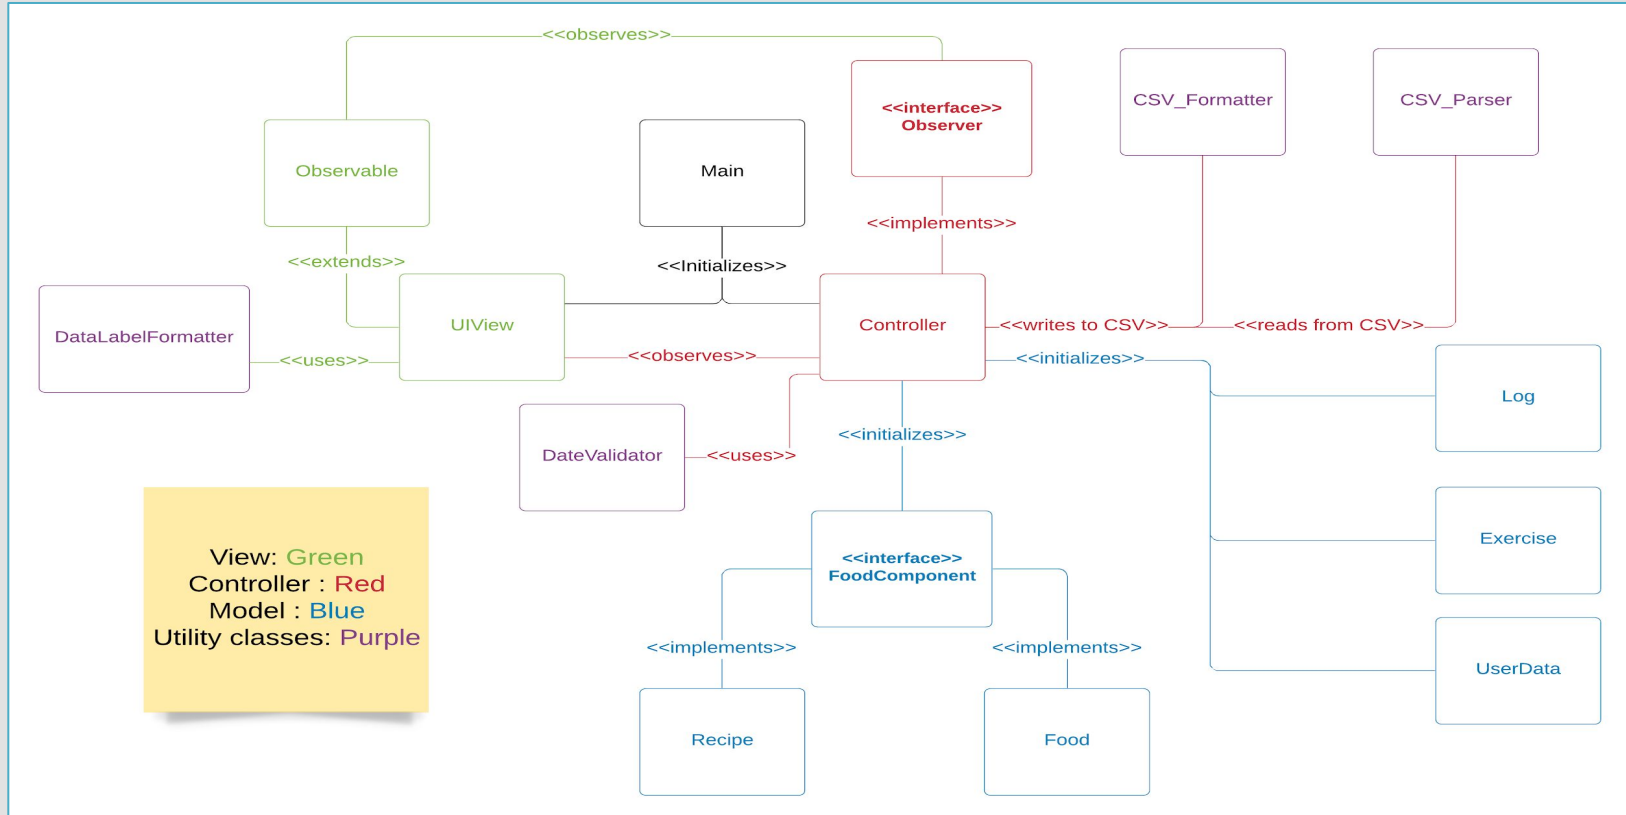 <<observes>>
<<interface>>
Observer
CSV_Formatter
CSV_Parser
Observable
Main
<<implements>>
<<extends>>
<<Initializes>>
DataLabelFormatter
UIView
Controller
<<writes to CSV>>
<<reads from CSV>>
<<uses>>
<<observes>>
<<initializes>>
Log
DateValidator
<<uses>>
<<initializes>>
Exercise
<<interface>>
FoodComponent
View: Green
Controller : Red
Model : Blue
Utility classes: Purple
<<implements>>
<<implements>>
UserData
Recipe
Food